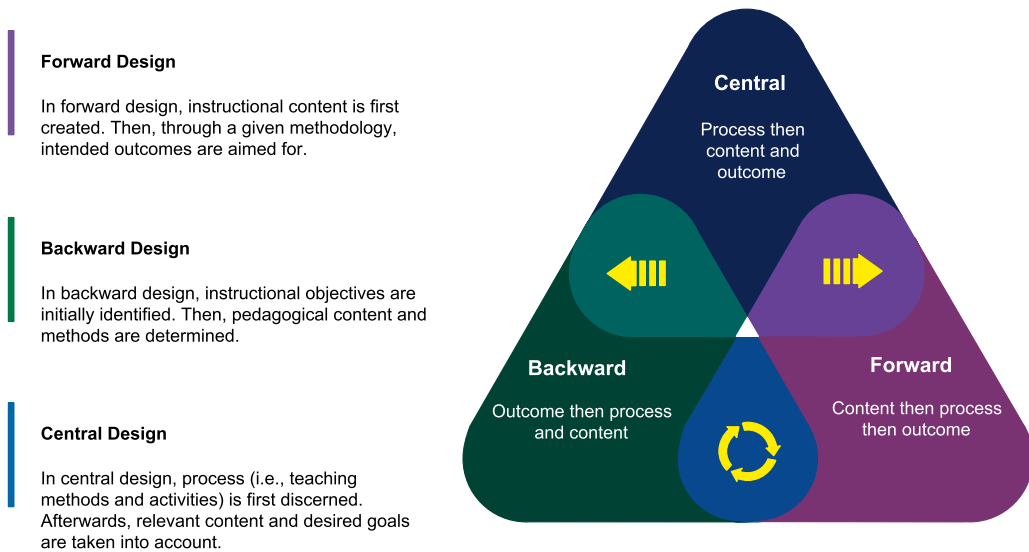 Forward Design
In forward design, instructional content is first
created. Then, through a given methodology,
intended outcomes are aimed for.
Backward Design
In backward design, instructional objectives are
initially identified. Then, pedagogical content and
methods are determined.
Central Design
In central design, process (i.e., teaching
methods and activities) is first discerned.
Afterwards, relevant content and desired goals
are taken into account.
Central
Process then
content and
outcome
Backward
Outcome then process
and content
Forward
Content then process
then outcome